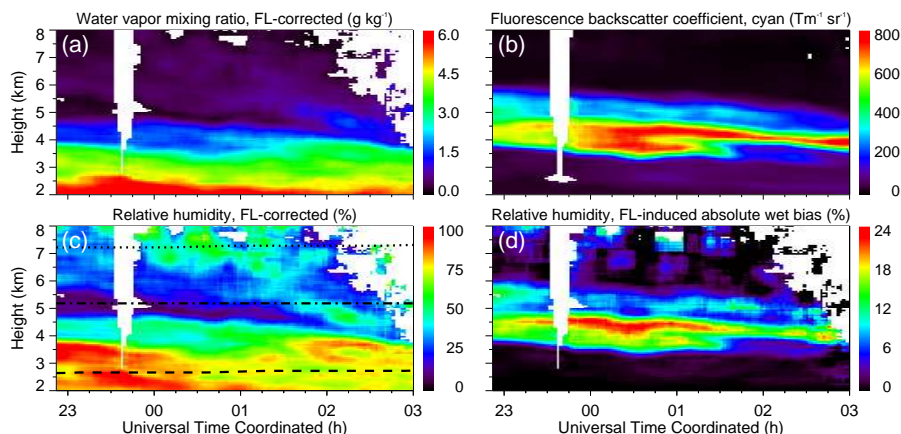 Water vapor mixing ratio, FL-corrected (g kg⁻¹)
(a)
8
7
6
5
4
3
2
Height (km)
6.0
4.5
3.0
1.5
0.0
Fluorescence backscatter coefficient, cyan (Tm⁻¹ sr⁻¹)
(b)
800
600
400
200
0
Relative humidity, FL-corrected (%)
(c)
8
7
6
5
4
3
2
Height (km)
100
75
50
25
0
23 00 01 02 03
Universal Time Coordinated (h)
Relative humidity, FL-induced absolute wet bias (%)
(d)
24
18
12
6
0
23 00 01 02 03
Universal Time Coordinated (h)